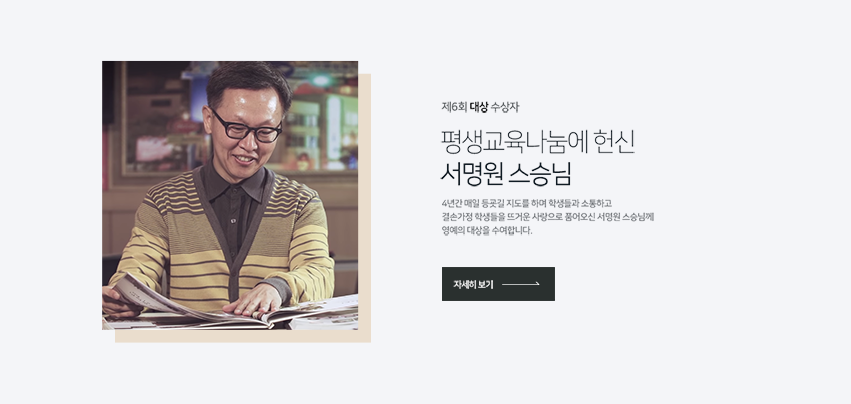 제6회 대상 수상자
평생교육나눔에 헌신
서명원 스승님
4년간 매일 등굣길 지도를 하며 학생들과 소통하고
결손가정 학생들을 뜨거운 사랑으로 품어오신 서명원 스승님께
영예의 대상을 수여합니다.
자세히 보기